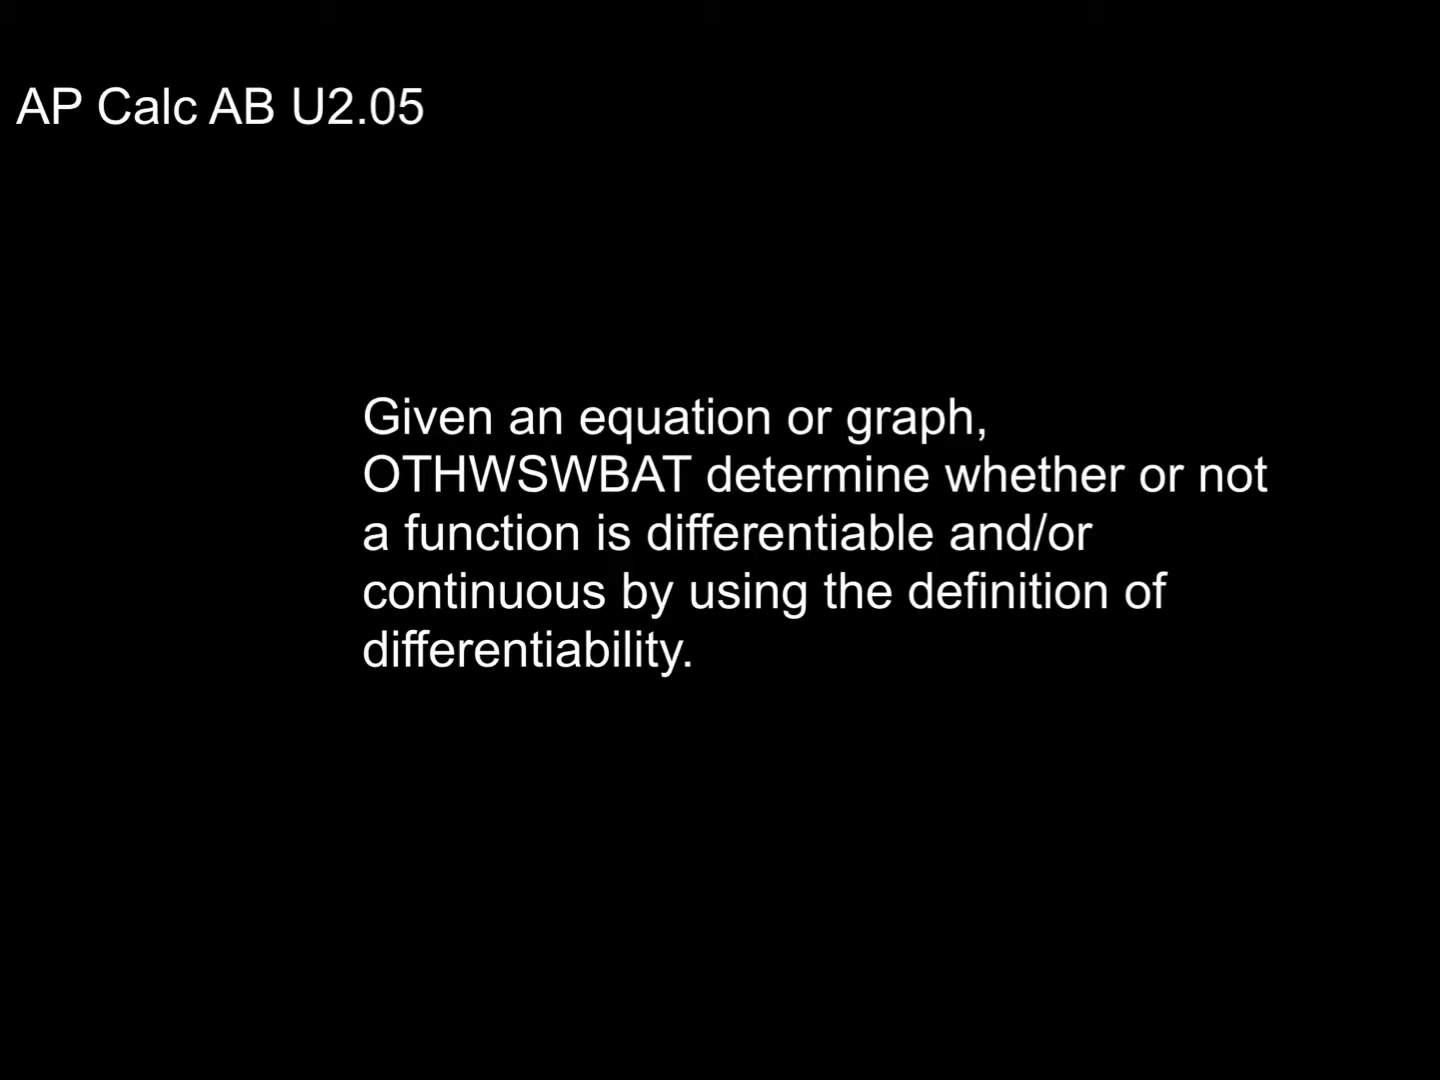 AP Calc AB U2.05
Given an equation or graph,
OTHWSWBAT determine whether or not
a function is differentiable and/or
continuous by using the definition of
differentiability.